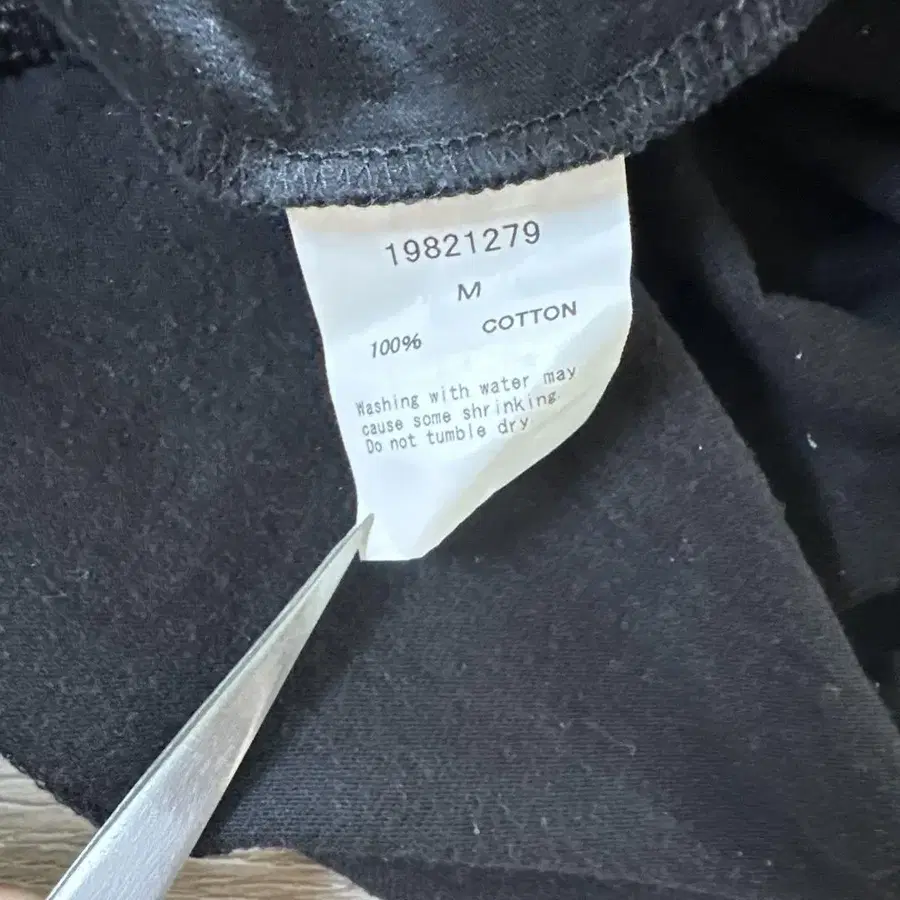 19821279
M
100% COTTON
Washing with water may
cause some shrinking.
Do not tumble dry